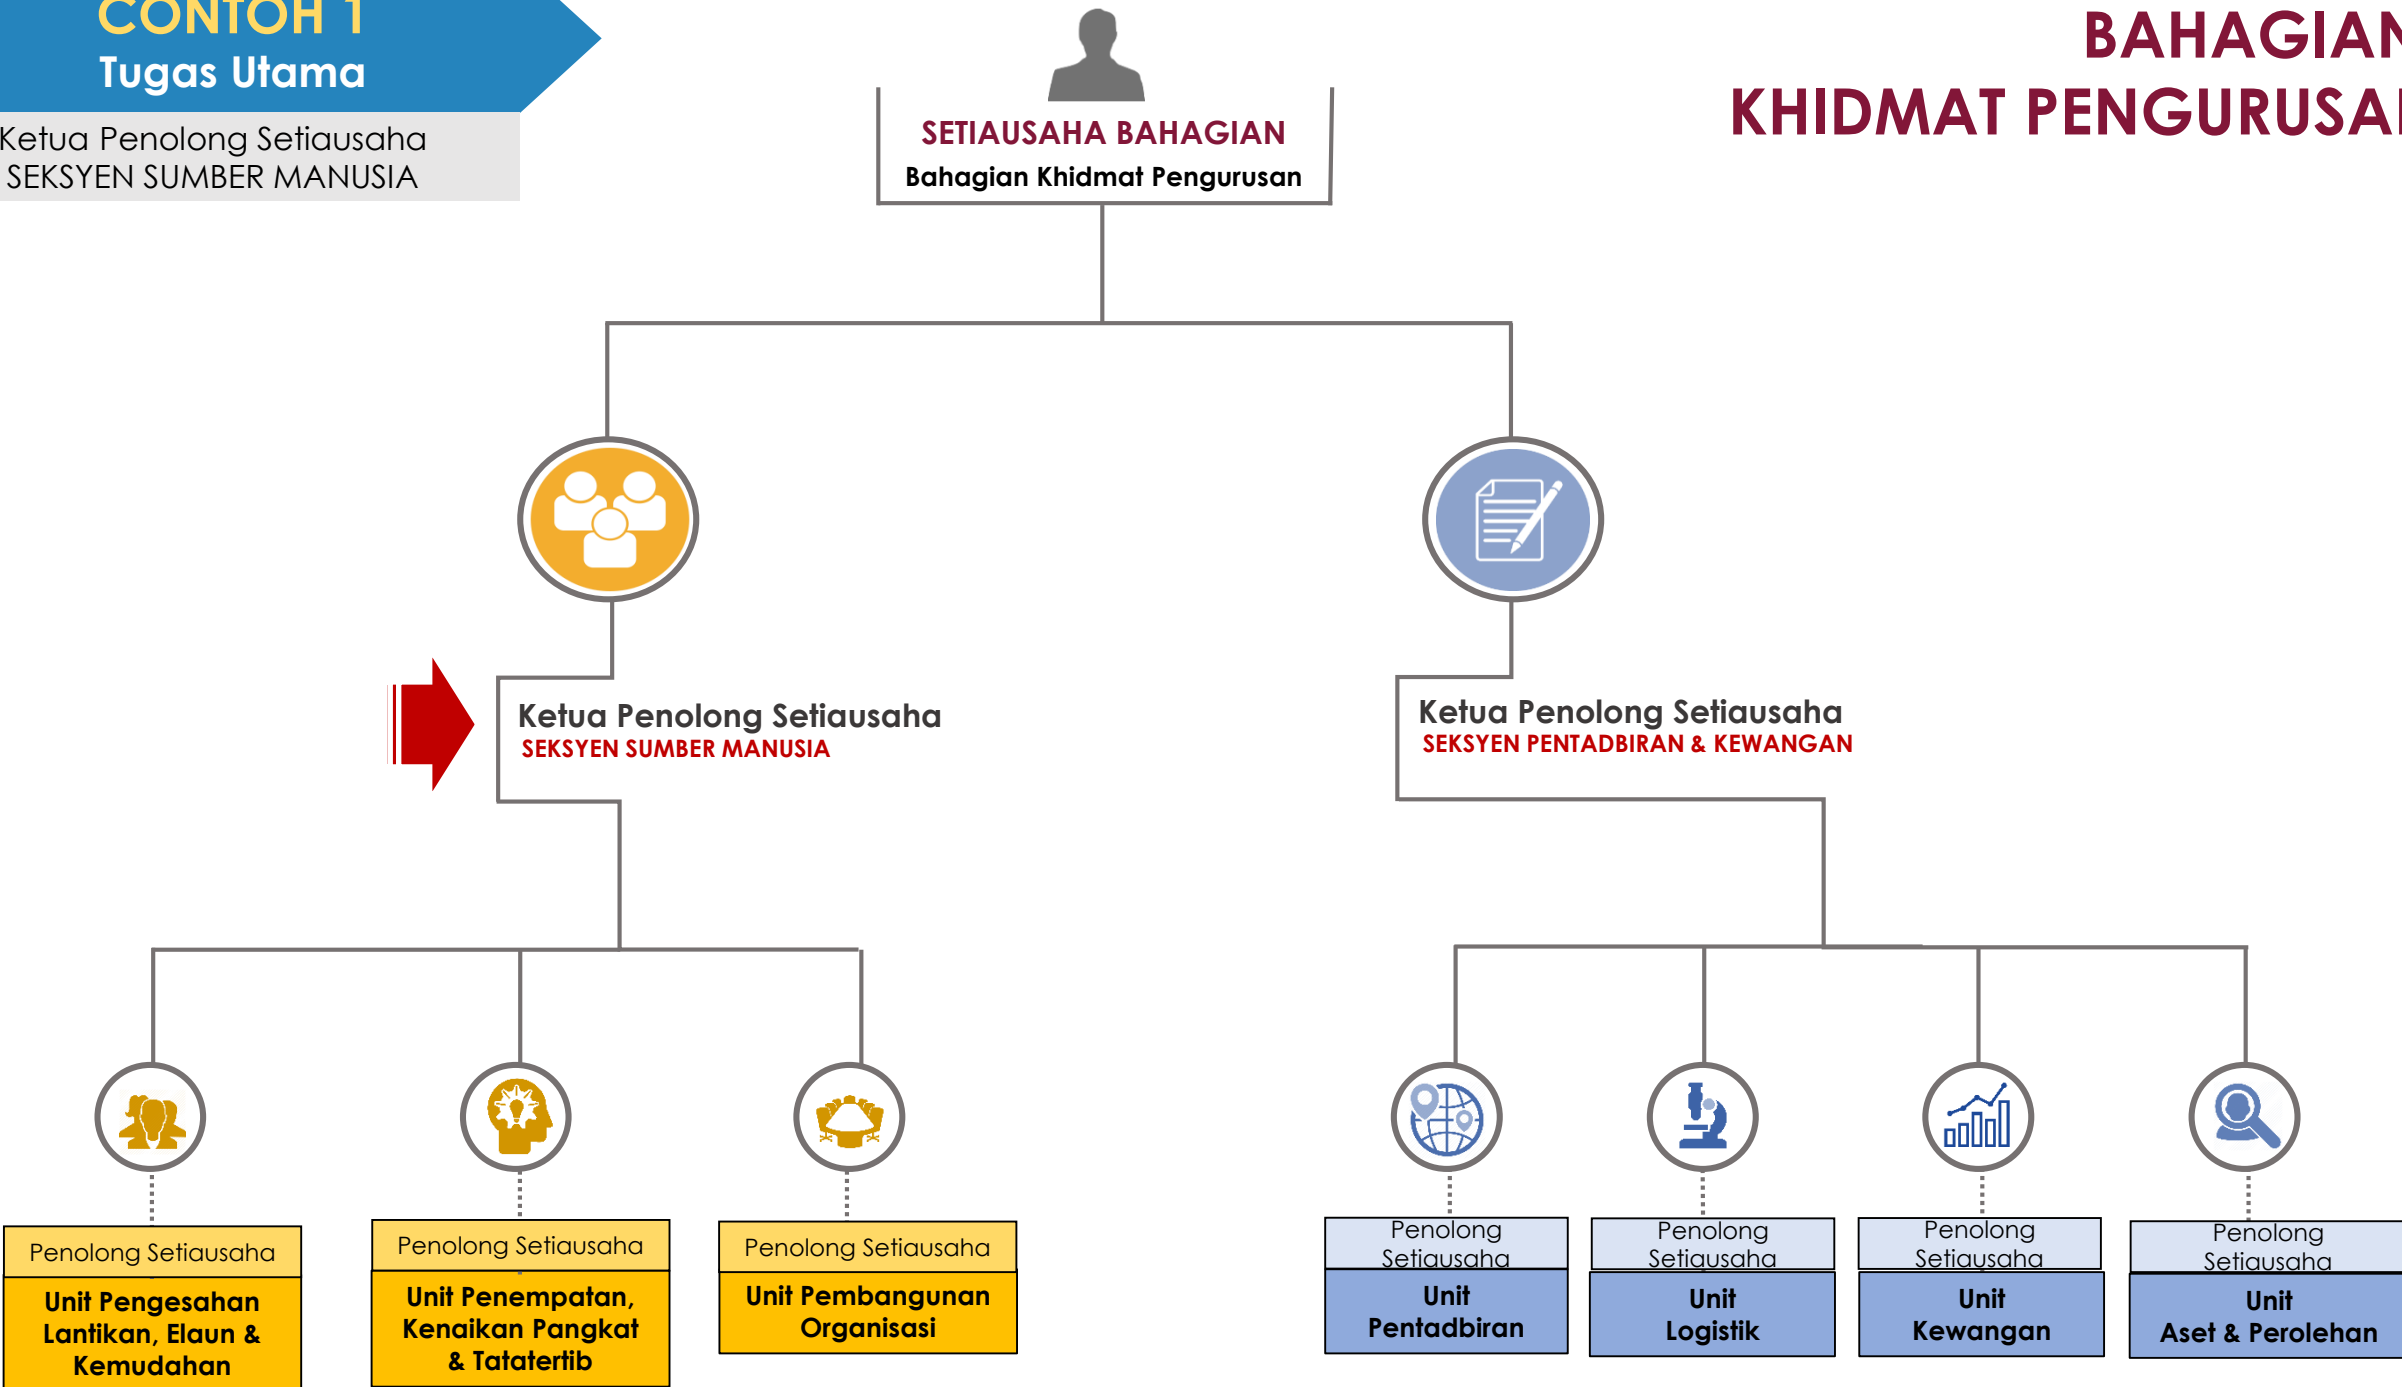 CONTOH 1
Tugas Utama
Ketua Penolong Setiausaha
SEKSYEN SUMBER MANUSIA
SETIAUSAHA BAHAGIAN
Bahagian Khidmat Pengurusan
BAHAGIAN
KHIDMAT PENGURUSAN
Ketua Penolong Setiausaha
SEKSYEN SUMBER MANUSIA
Ketua Penolong Setiausaha
SEKSYEN PENTADBIRAN & KEWANGAN
Penolong Setiausaha
Unit Pengesahan
Lantikan, Elaun &
Kemudahan
Penolong Setiausaha
Unit Penempatan,
Kenaikan Pangkat
& Tatatertib
Penolong Setiausaha
Unit Pembangunan
Organisasi
Penolong
Setiausaha
Unit
Pentadbiran
Penolong
Setiausaha
Unit
Logistik
Penolong
Setiausaha
Unit
Kewangan
Penolong
Setiausaha
Unit
Aset & Perolehan